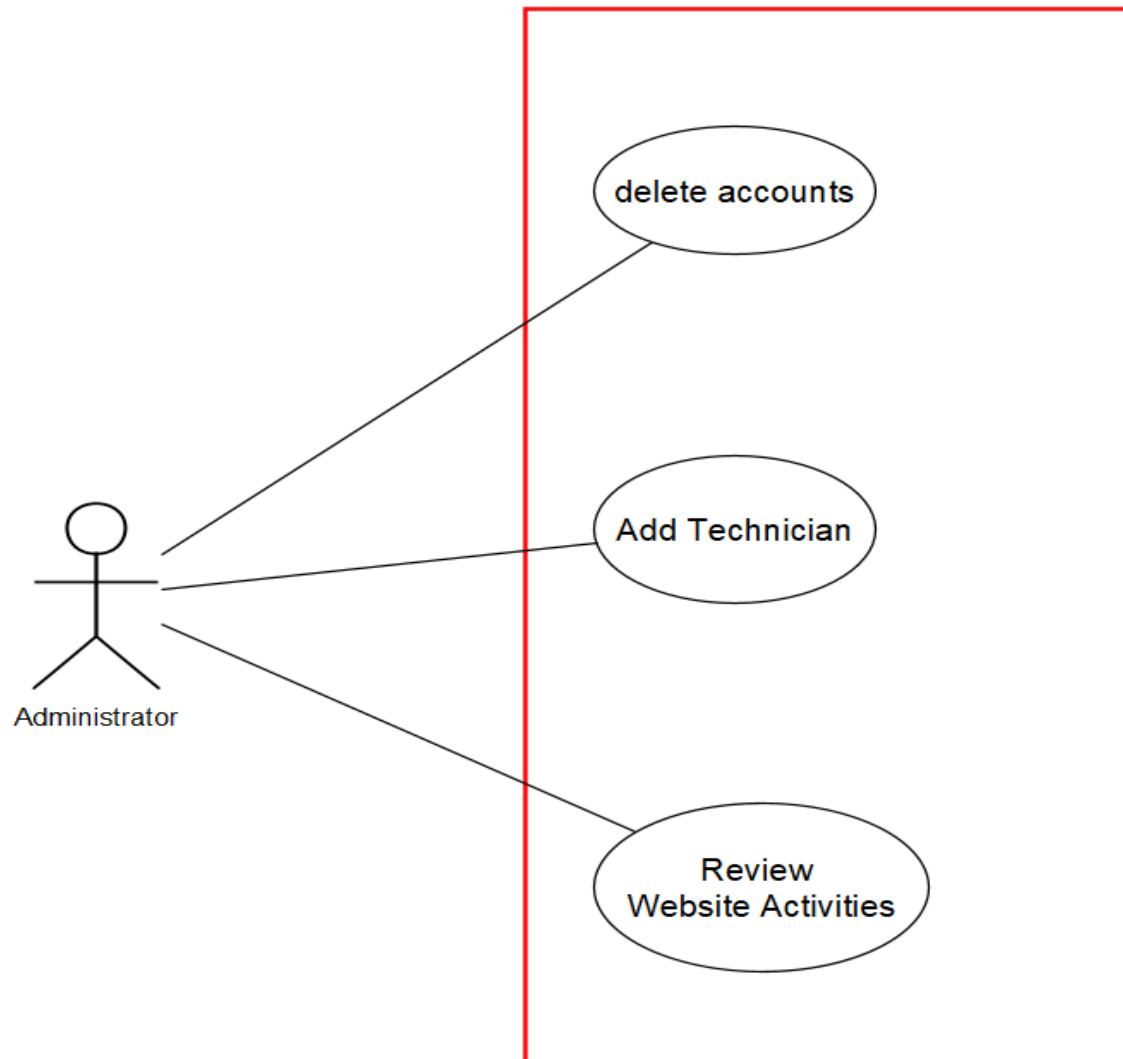 delete accounts
Add Technician
Administrator
Review
Website Activities